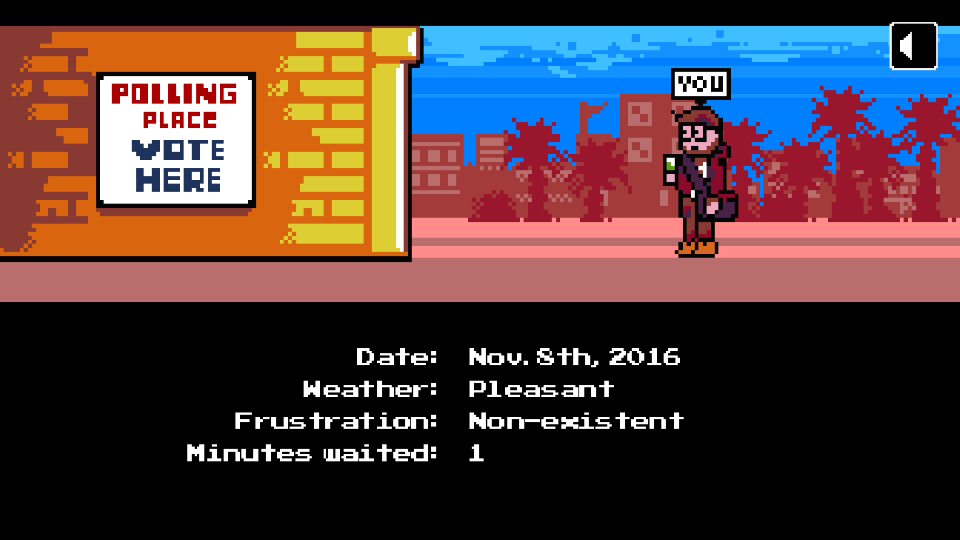 POLLING
PLACE
VOTE
HERE
YOU
Date: Nov. 8th, 2016
Weather: Pleasant
Frustration: Non-existent
Minutes waited: 1